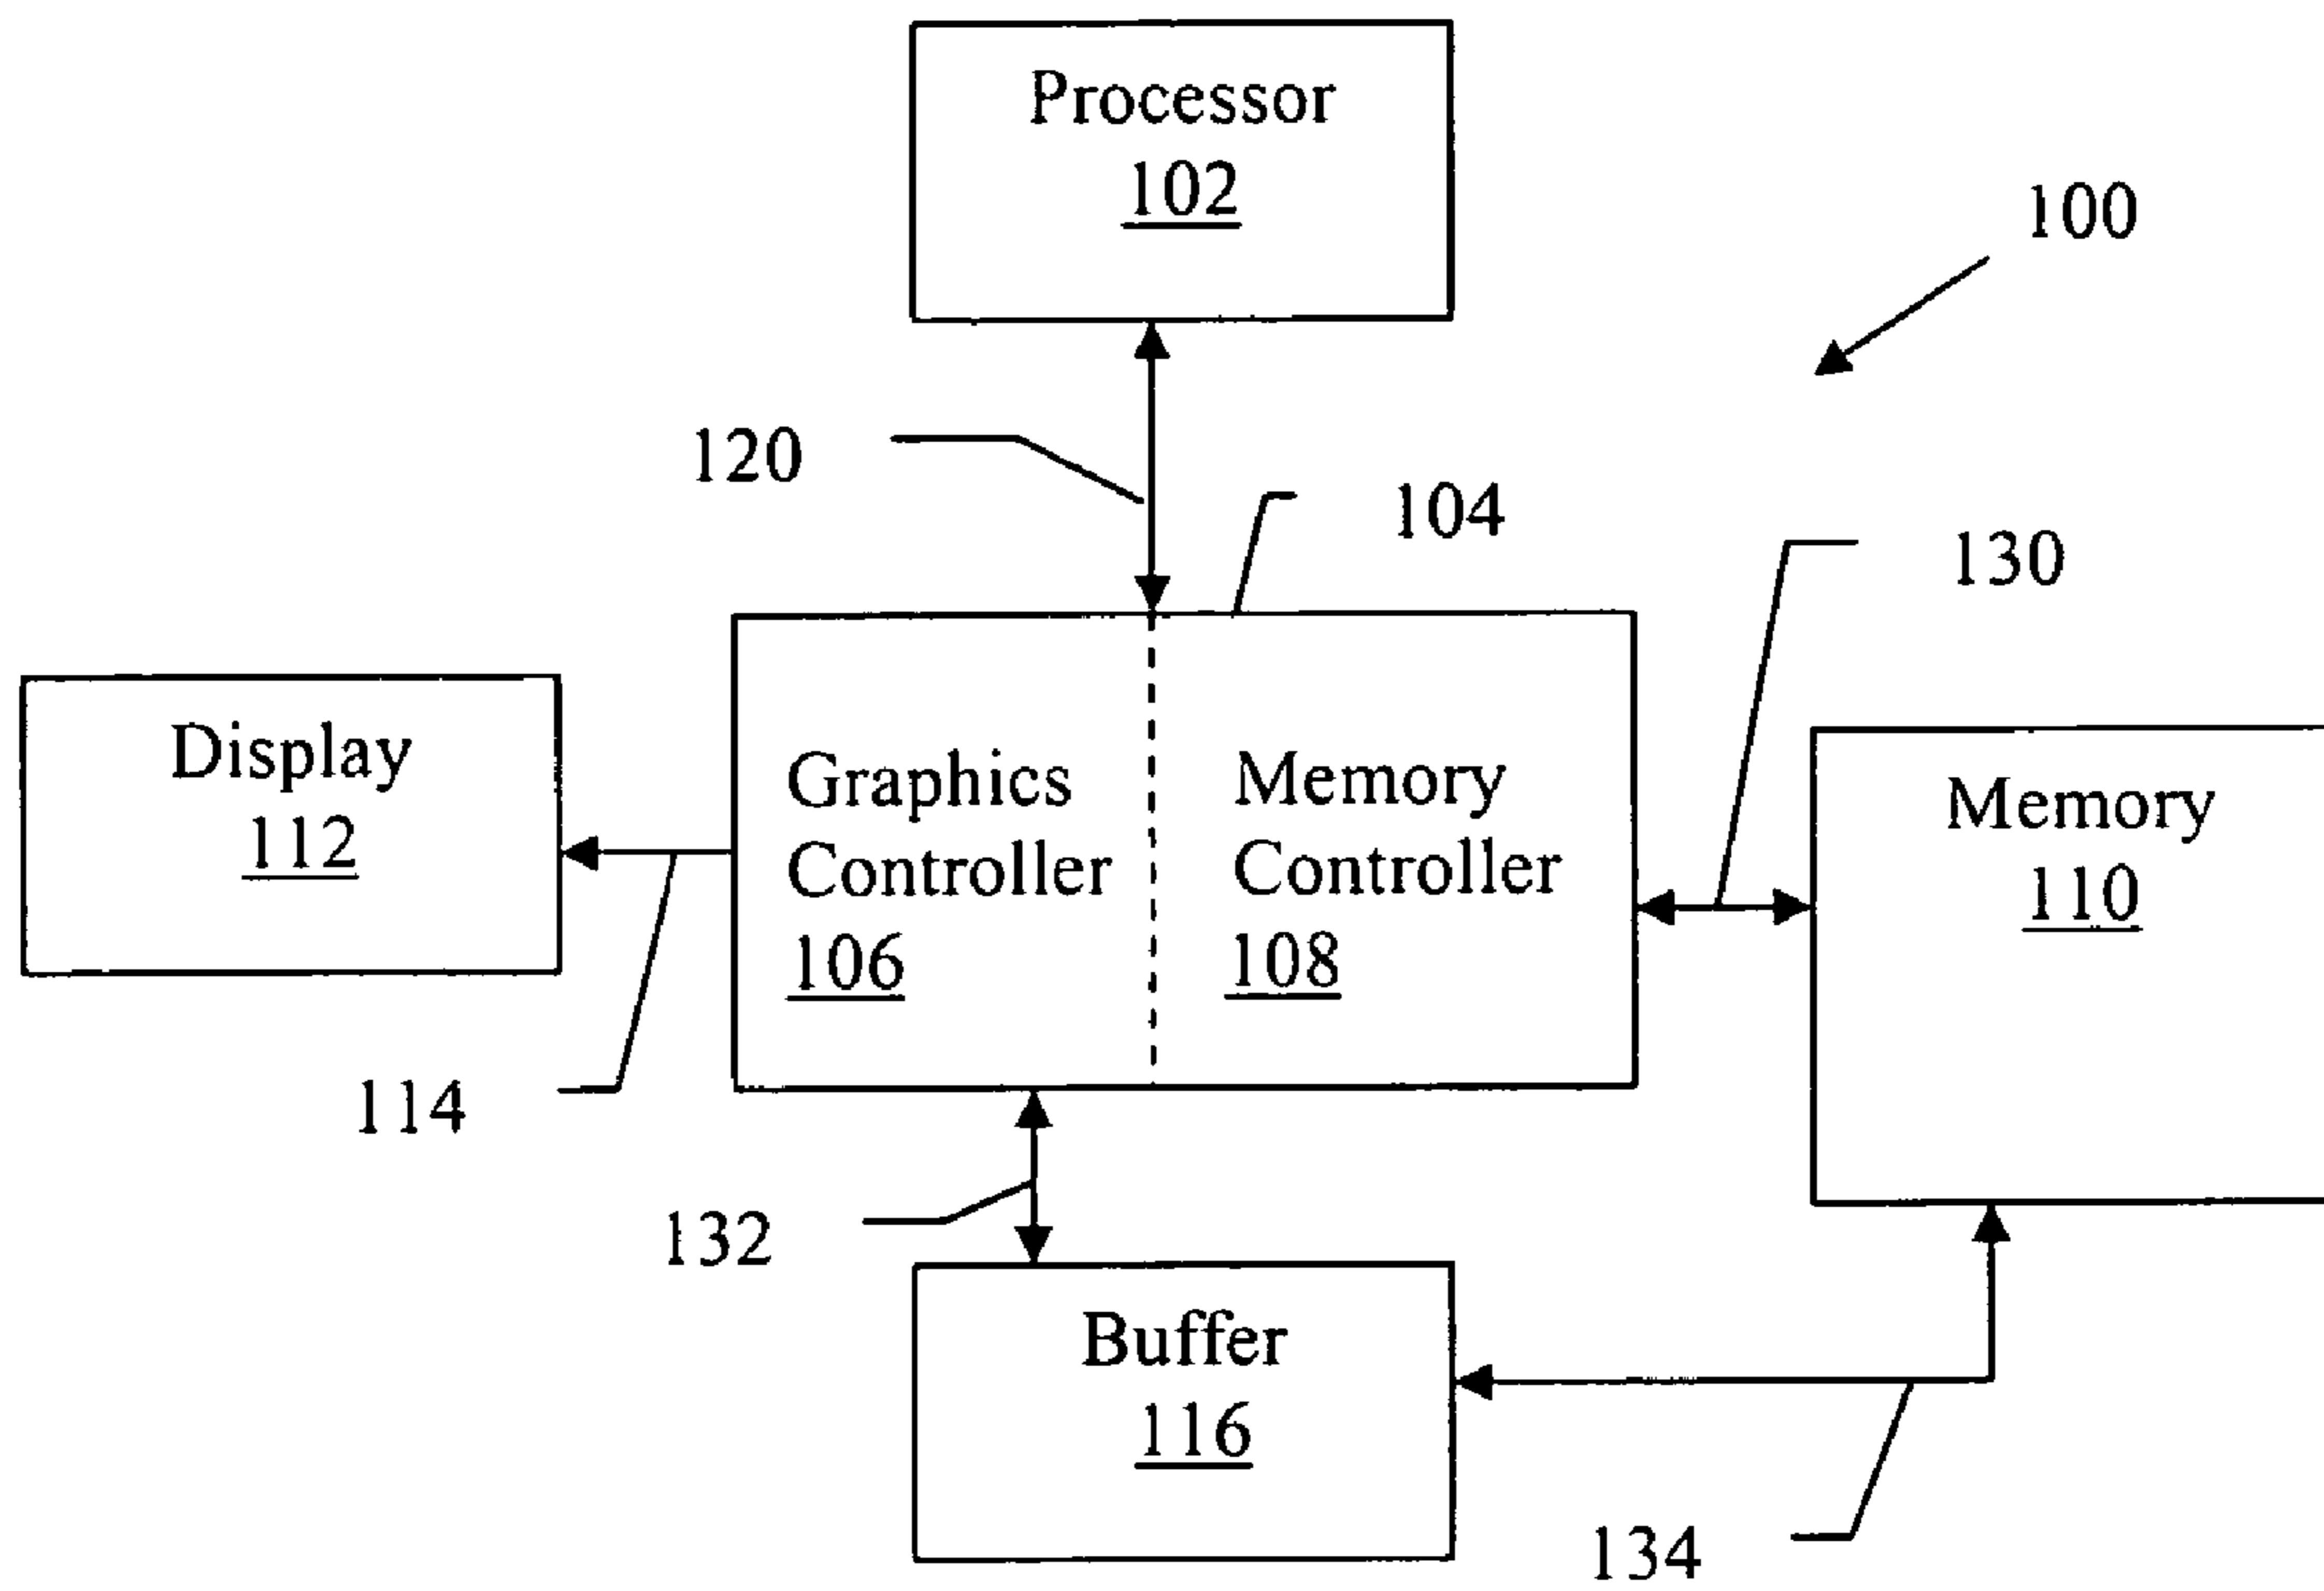 Processor
102
100
120
104
130
Display
112
Graphics
Controller
106
Memory
Controller
108
Memory
110
114
132
Buffer
116
134